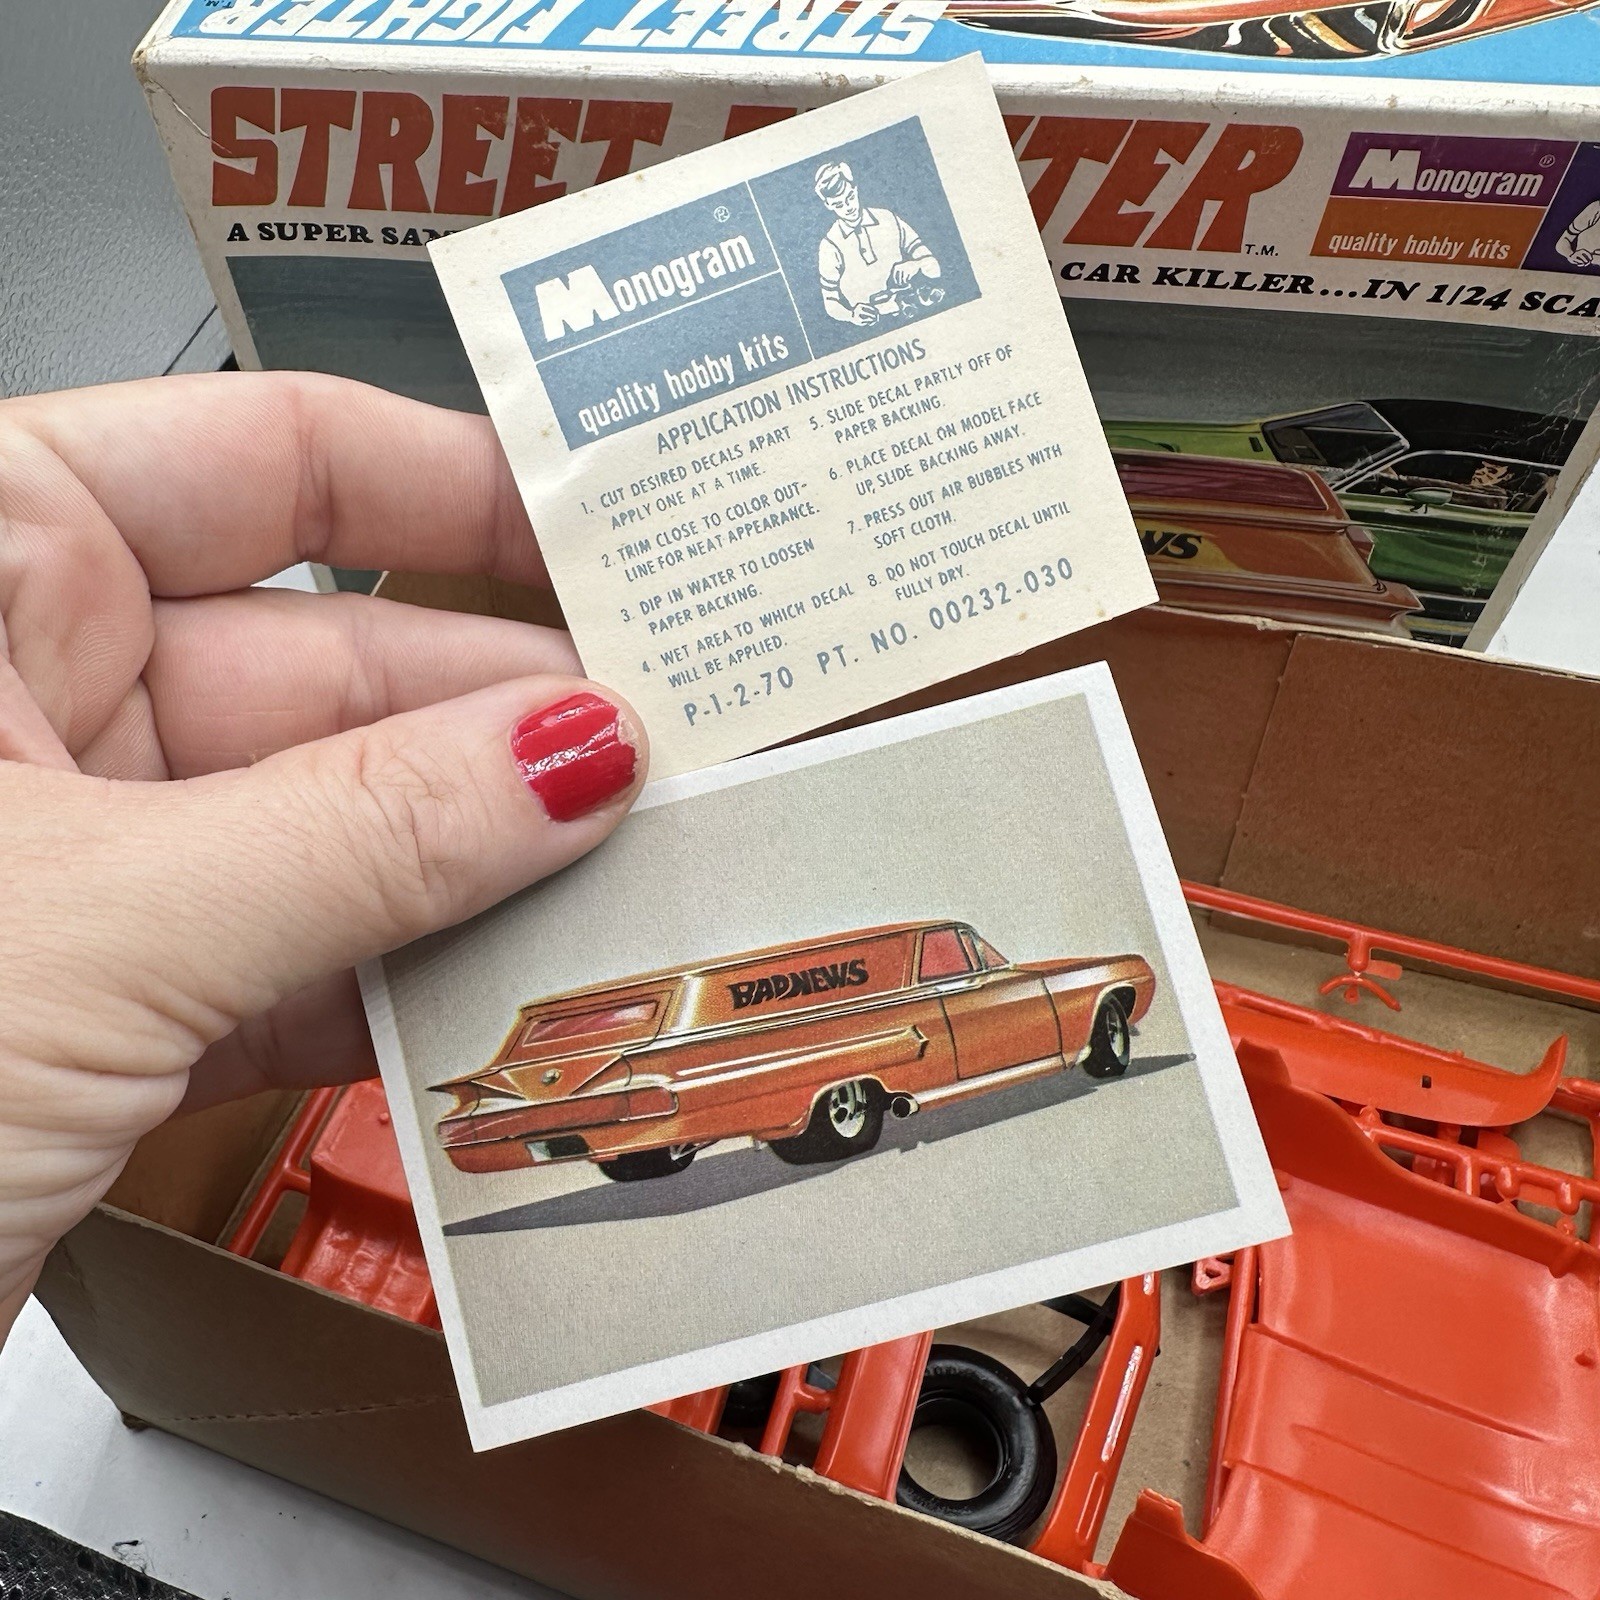 STREET FIGHTER
T.M.
STREET
TER
T.M.
Monogram
®
quality hobby kits
A SUPER
CAR KILLER...IN 1/24
Monogram
®
quality hobby kits
APPLICATION INSTRUCTIONS
1. CUT DESIRED DECALS APART
APPLY ONE AT A TIME.
2. TRIM CLOSE TO COLOR OUT-
LINE FOR NEAT APPEARANCE.
3. DIP IN WATER TO LOOSEN
PAPER BACKING.
4. WET AREA TO WHICH DECAL
WILL BE APPLIED.
5. SLIDE DECAL PARTLY OFF OF
PAPER BACKING.
6. PLACE DECAL ON MODEL FACE
UP, SLIDE BACKING AWAY.
7. PRESS OUT AIR BUBBLES WITH
SOFT CLOTH.
8. DO NOT TOUCH DECAL UNTIL
FULLY DRY.
P-1-2-70 PT. NO. 00232-030
WS
BAD NEWS